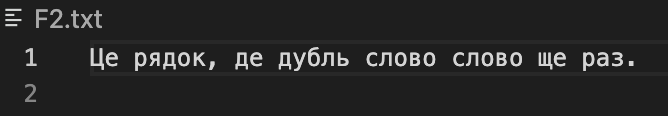 F2.txt
1 Це рядок, де дубль слово слово ще раз.
2